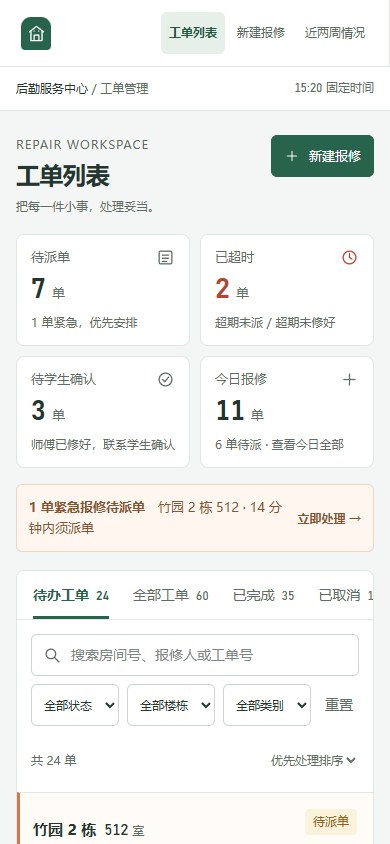 工单列表 新建报修 近两周情况
后勤服务中心 / 工单管理 15:20 固定时间
REPAIR WORKSPACE
工单列表
把每一件小事，处理妥当。
＋ 新建报修
待派单
7 单
1 单紧急，优先安排
已超时
2 单
超期未派 / 超期未修好
待学生确认
3 单
师傅已修好，联系学生确认
今日报修
11 单
6 单待派 · 查看今日全部
1 单紧急报修待派单 竹园 2 栋 512 · 14 分
钟内须派单
立即处理 →
待办工单 24 全部工单 60 已完成 35 已取消 1
搜索房间号、报修人或工单号
全部状态 全部楼栋 全部类别 重置
共 24 单 优先处理排序
竹园 2 栋 512 室 待派单